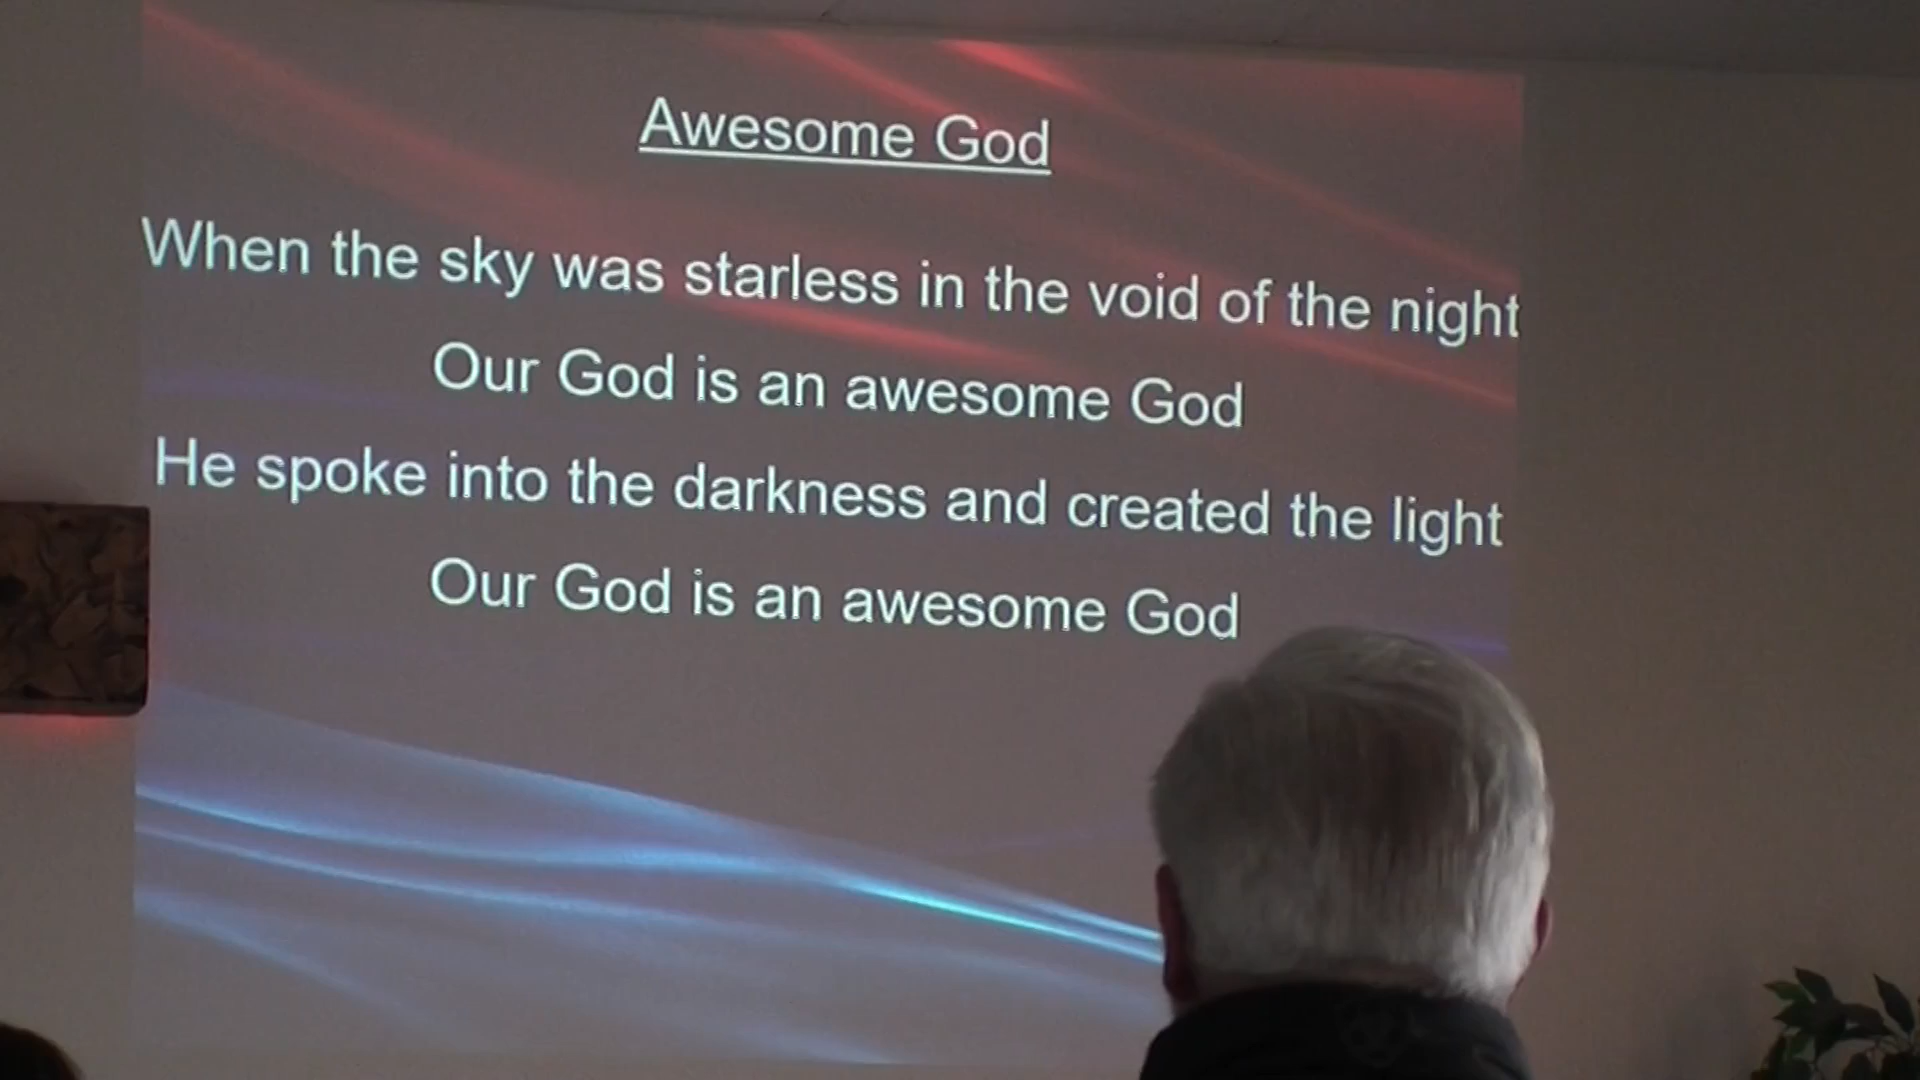 Awesome God
When the sky was starless in the void of the night
Our God is an awesome God
He spoke into the darkness and created the light
Our God is an awesome God